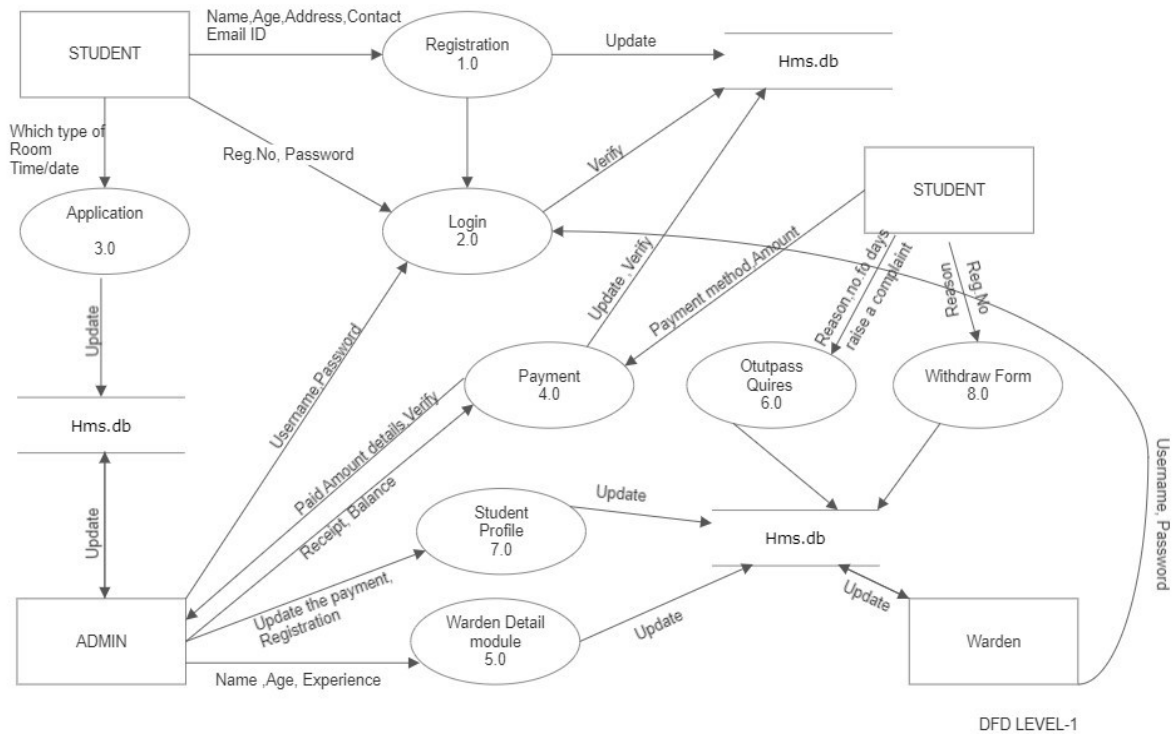 Name,Age,Address,Contact
Email ID
STUDENT
Registration
1.0
Update
Hms.db
Which type of
Room
Time/date
Reg.No, Password
Verify
STUDENT
Application
3.0
Login
2.0
Update
Username,Password
Update ,Verify
Payment method,Amount
Reason,no.fo days
raise a complaint
Reason
Reg.No
Payment
4.0
Otutpass
Quires
6.0
Withdraw Form
8.0
Hms.db
Paid Amount details,Verify
Receipt, Balance
Username, Password
Student
Profile
7.0
Update
Hms.db
Update
Update the payment,
Registration
ADMIN
Warden Detail
module
5.0
Update
Update
Warden
Name ,Age, Experience
DFD LEVEL-1